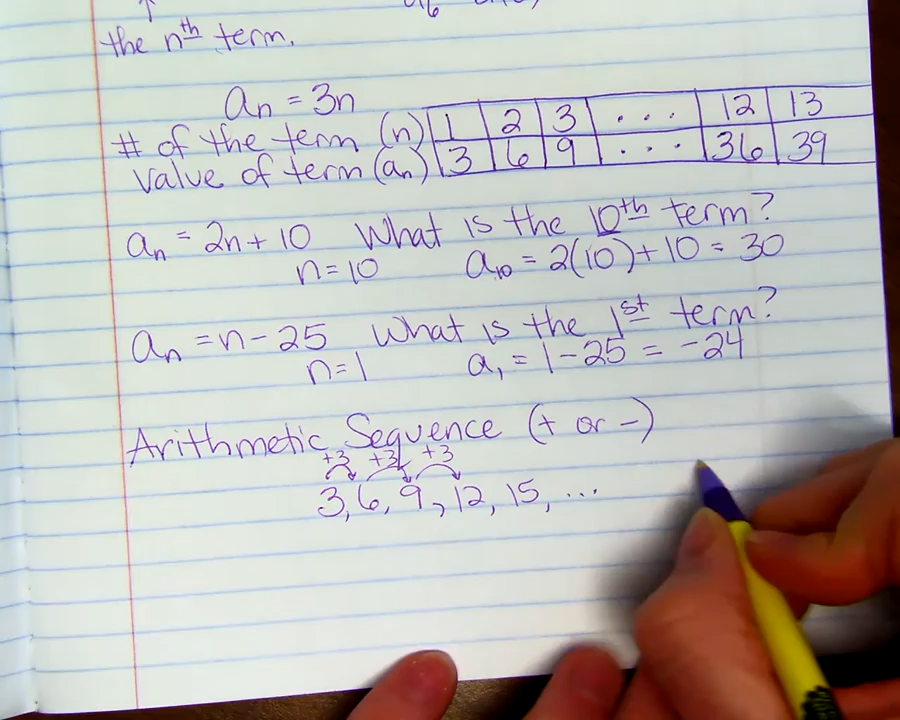 the nth term.
an = 3n
# of the term (n) 1 2 3 . . . 12 13
value of term (an) 3 6 9 . . . 36 39
an = 2n + 10 What is the 10th term?
n = 10 a10 = 2(10) + 10 = 30
an = n - 25 What is the 1st term?
n = 1 a1 = 1 - 25 = -24
Arithmetic Sequence (+ or -)
+3 +3 +3
3, 6, 9, 12, 15, ...